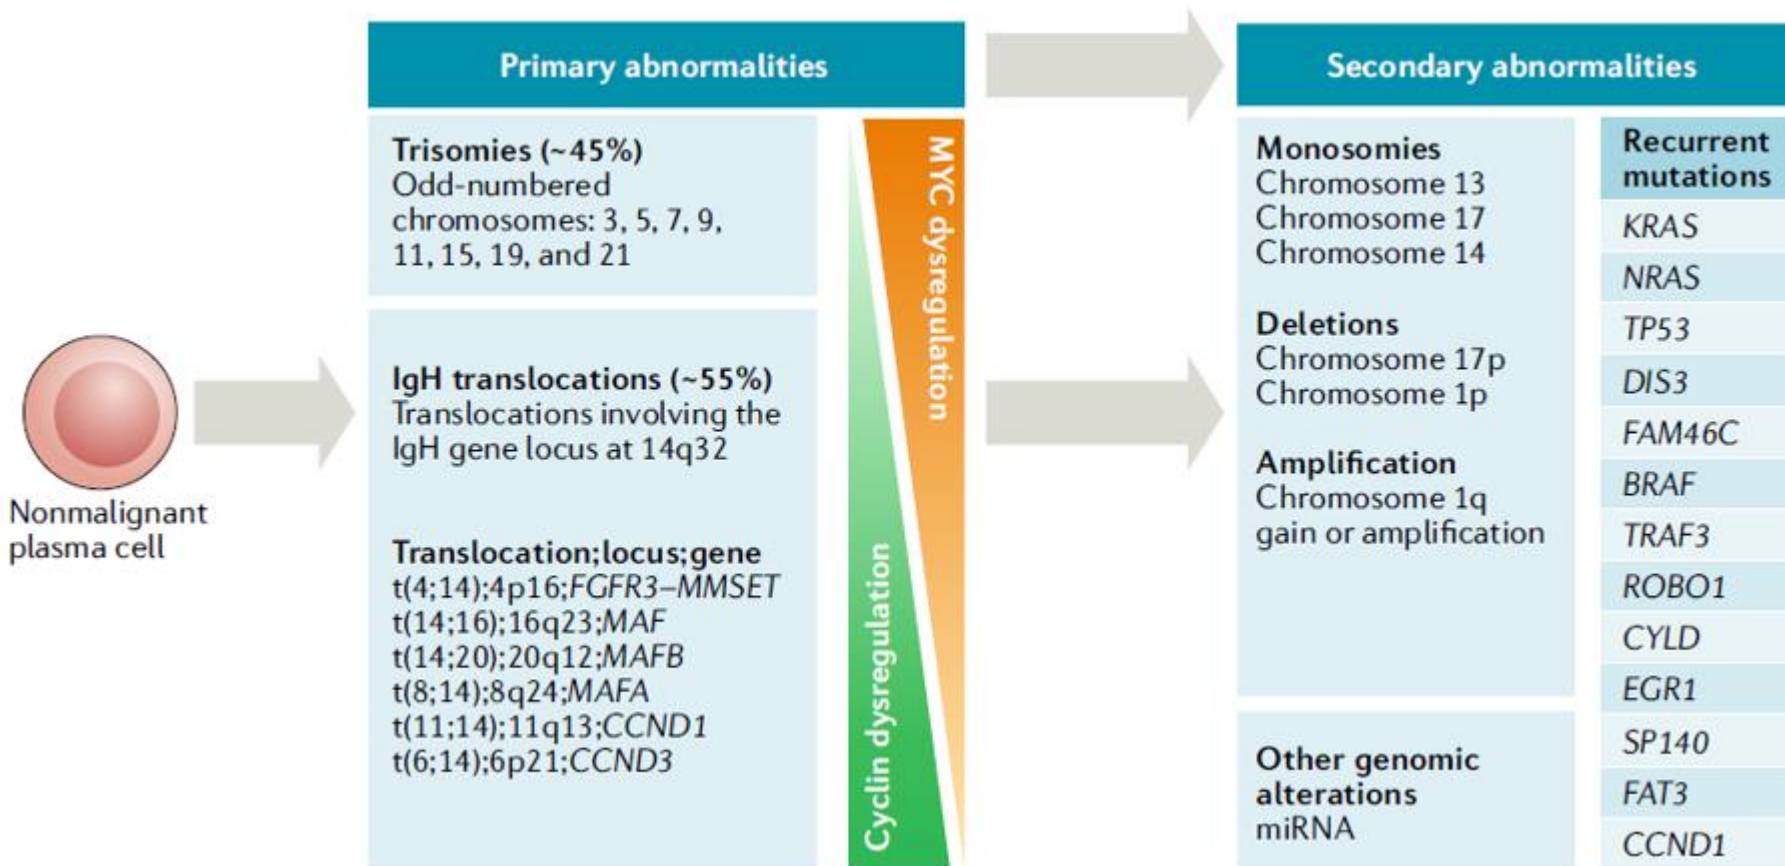 Nonmalignant
plasma cell
Primary abnormalities
Trisomies (~45%)
Odd-numbered
chromosomes: 3, 5, 7, 9,
11, 15, 19, and 21
IgH translocations (~55%)
Translocations involving the
IgH gene locus at 14q32
Translocation;locus;gene
t(4;14);4p16;FGFR3–MMSET
t(14;16);16q23;MAF
t(14;20);20q12;MAFB
t(8;14);8q24;MAFA
t(11;14);11q13;CCND1
t(6;14);6p21;CCND3
Cyclin dysregulation
MYC dysregulation
Secondary abnormalities
Monosomies
Chromosome 13
Chromosome 17
Chromosome 14
Deletions
Chromosome 17p
Chromosome 1p
Amplification
Chromosome 1q
gain or amplification
Other genomic
alterations
miRNA
Recurrent
mutations
KRAS
NRAS
TP53
DIS3
FAM46C
BRAF
TRAF3
ROBO1
CYLD
EGR1
SP140
FAT3
CCND1